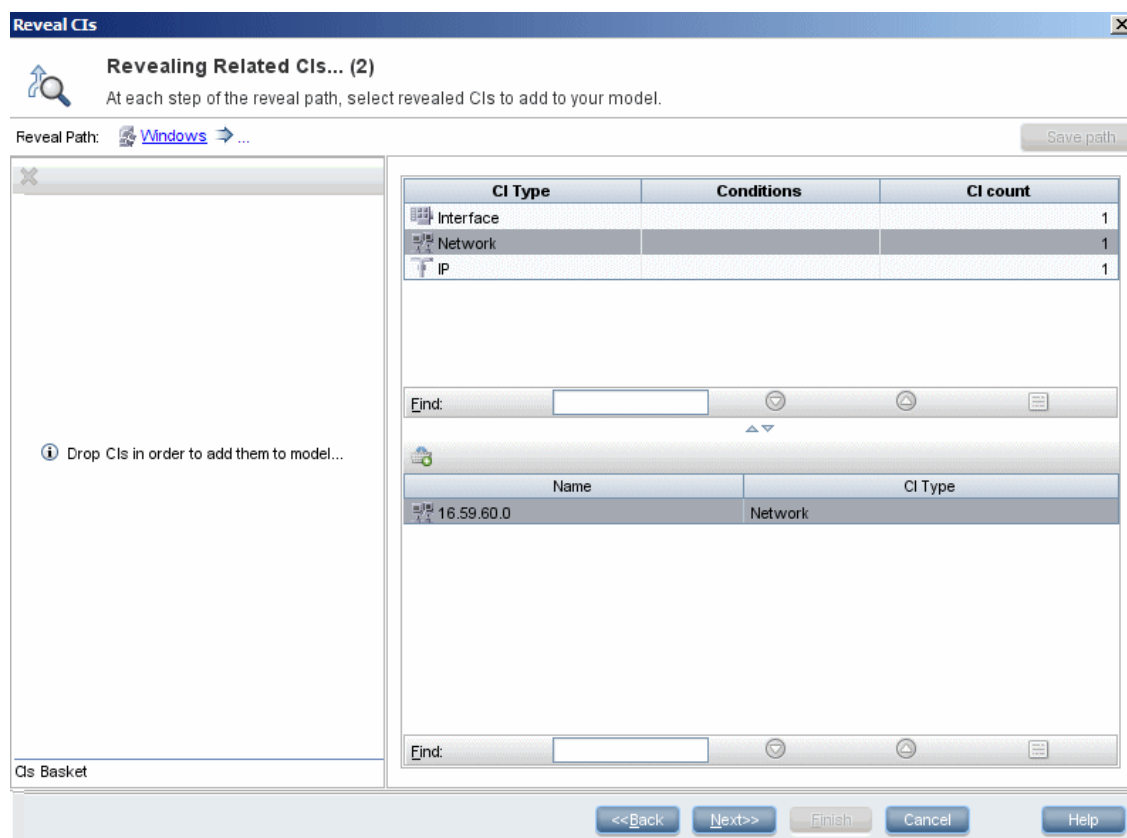 Reveal CIs
Revealing Related CIs... (2)
At each step of the reveal path, select revealed CIs to add to your model.
Reveal Path: Windows ... Save path
CI Type Conditions CI count
Interface 1
Network 1
IP 1
Find:
Drop CIs in order to add them to model...
Name CI Type
16.59.60.0 Network
Find:
CIs Basket
<<Back Next>> Finish Cancel Help